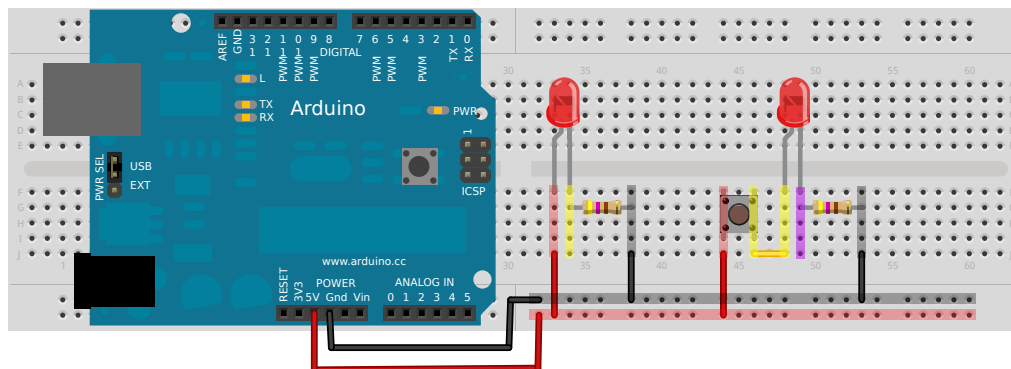 AREF
GND
13
12
11
10
9
8
7
6
5
4
3
2
1
0
PWM
PWM
PWM
DIGITAL
PWM
PWM
PWM
TX
RX
L
TX
RX
Arduino
PWR
1
ICSP
PWR SEL
USB
EXT
www.arduino.cc
POWER
ANALOG IN
RESET
3V3
5V
Gnd
Vin
0
1
2
3
4
5
30
35
40
45
50
55
60
A
B
C
D
E
F
G
H
I
J
1
30
35
40
45
50
55
60